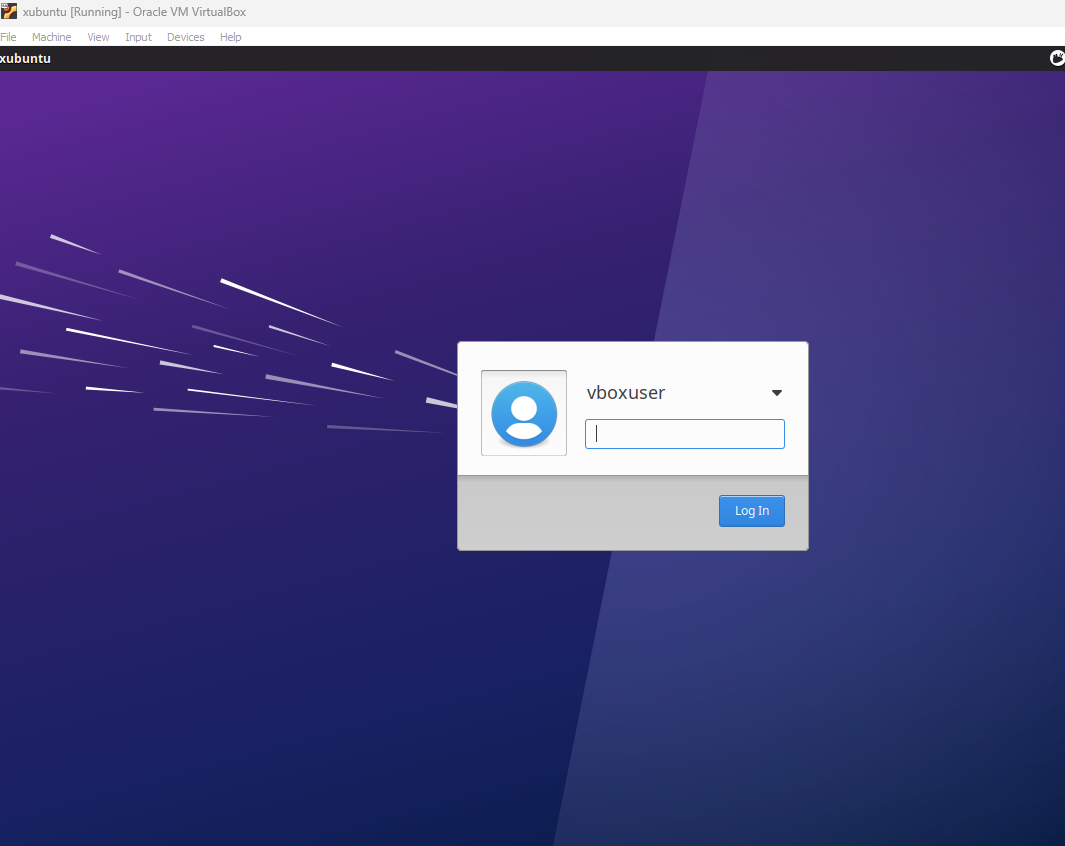 xubuntu [Running] - Oracle VM VirtualBox
File Machine View Input Devices Help
xubuntu
vboxuser
Log In